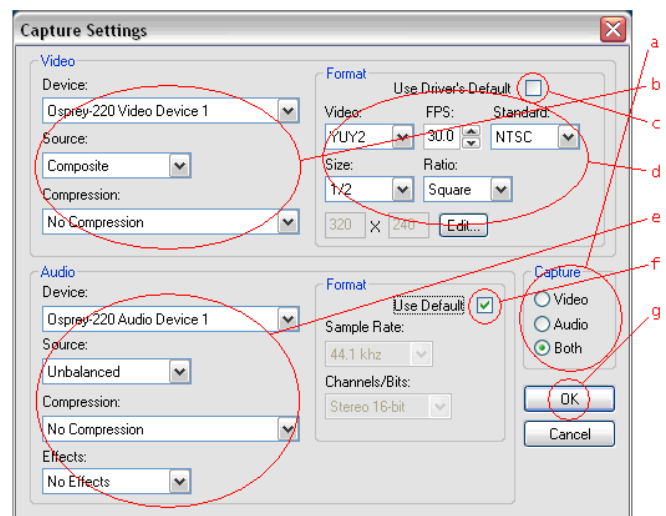 Capture Settings
Video
Device:
Osprey-220 Video Device 1
Source:
Composite
Compression:
No Compression
Format
Use Driver's Default
Video: FPS: Standard:
YUY2 30.0 NTSC
Size: Ratio:
1/2 Square
320 X 240 Edit...
Audio
Device:
Osprey-220 Audio Device 1
Source:
Unbalanced
Compression:
No Compression
Effects:
No Effects
Format
Use Default
Sample Rate:
44.1 khz
Channels/Bits:
Stereo 16-bit
Capture
Video
Audio
Both
OK
Cancel
a
b
c
d
e
f
g